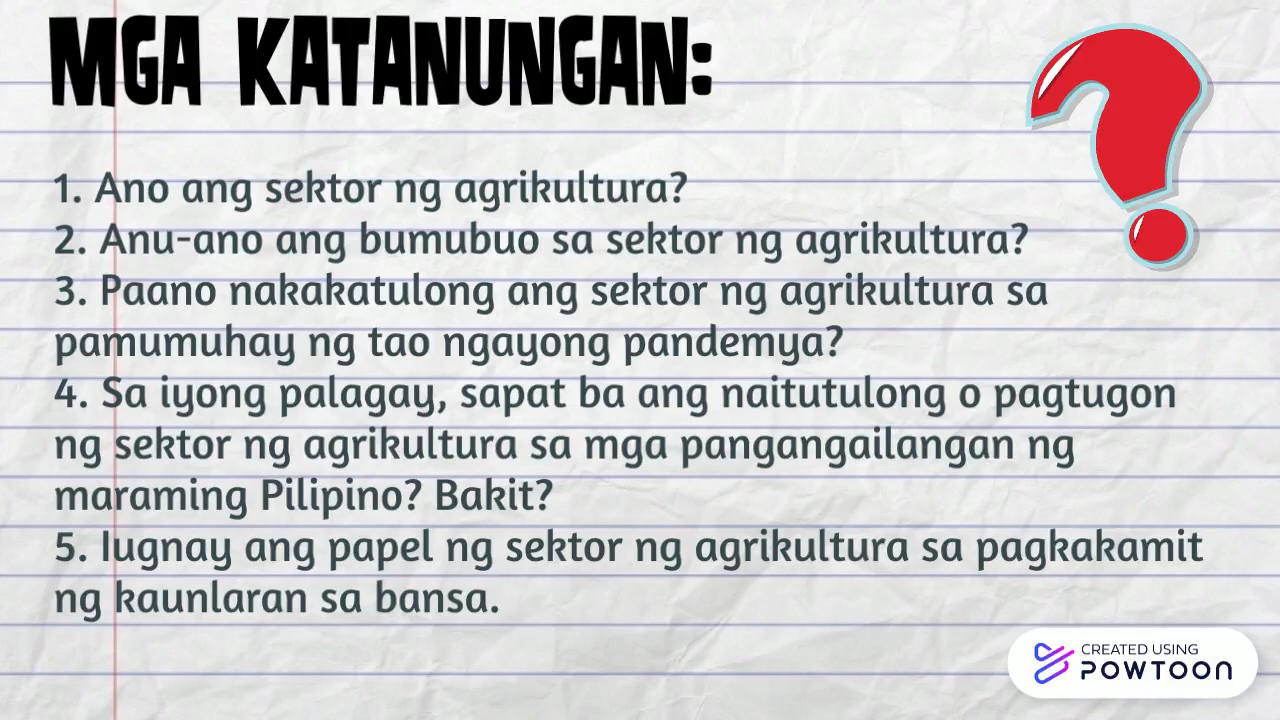 MGA KATANUNGAN:
1. Ano ang sektor ng agrikultura?
2. Anu-ano ang bumubuo sa sektor ng agrikultura?
3. Paano nakakatulong ang sektor ng agrikultura sa
pamumuhay ng tao ngayong pandemya?
4. Sa iyong palagay, sapat ba ang naitutulong o pagtugon
ng sektor ng agrikultura sa mga pangangailangan ng
maraming Pilipino? Bakit?
5. Iugnay ang papel ng sektor ng agrikultura sa pagkakamit
ng kaunlaran sa bansa.
CREATED USING
POWTOON